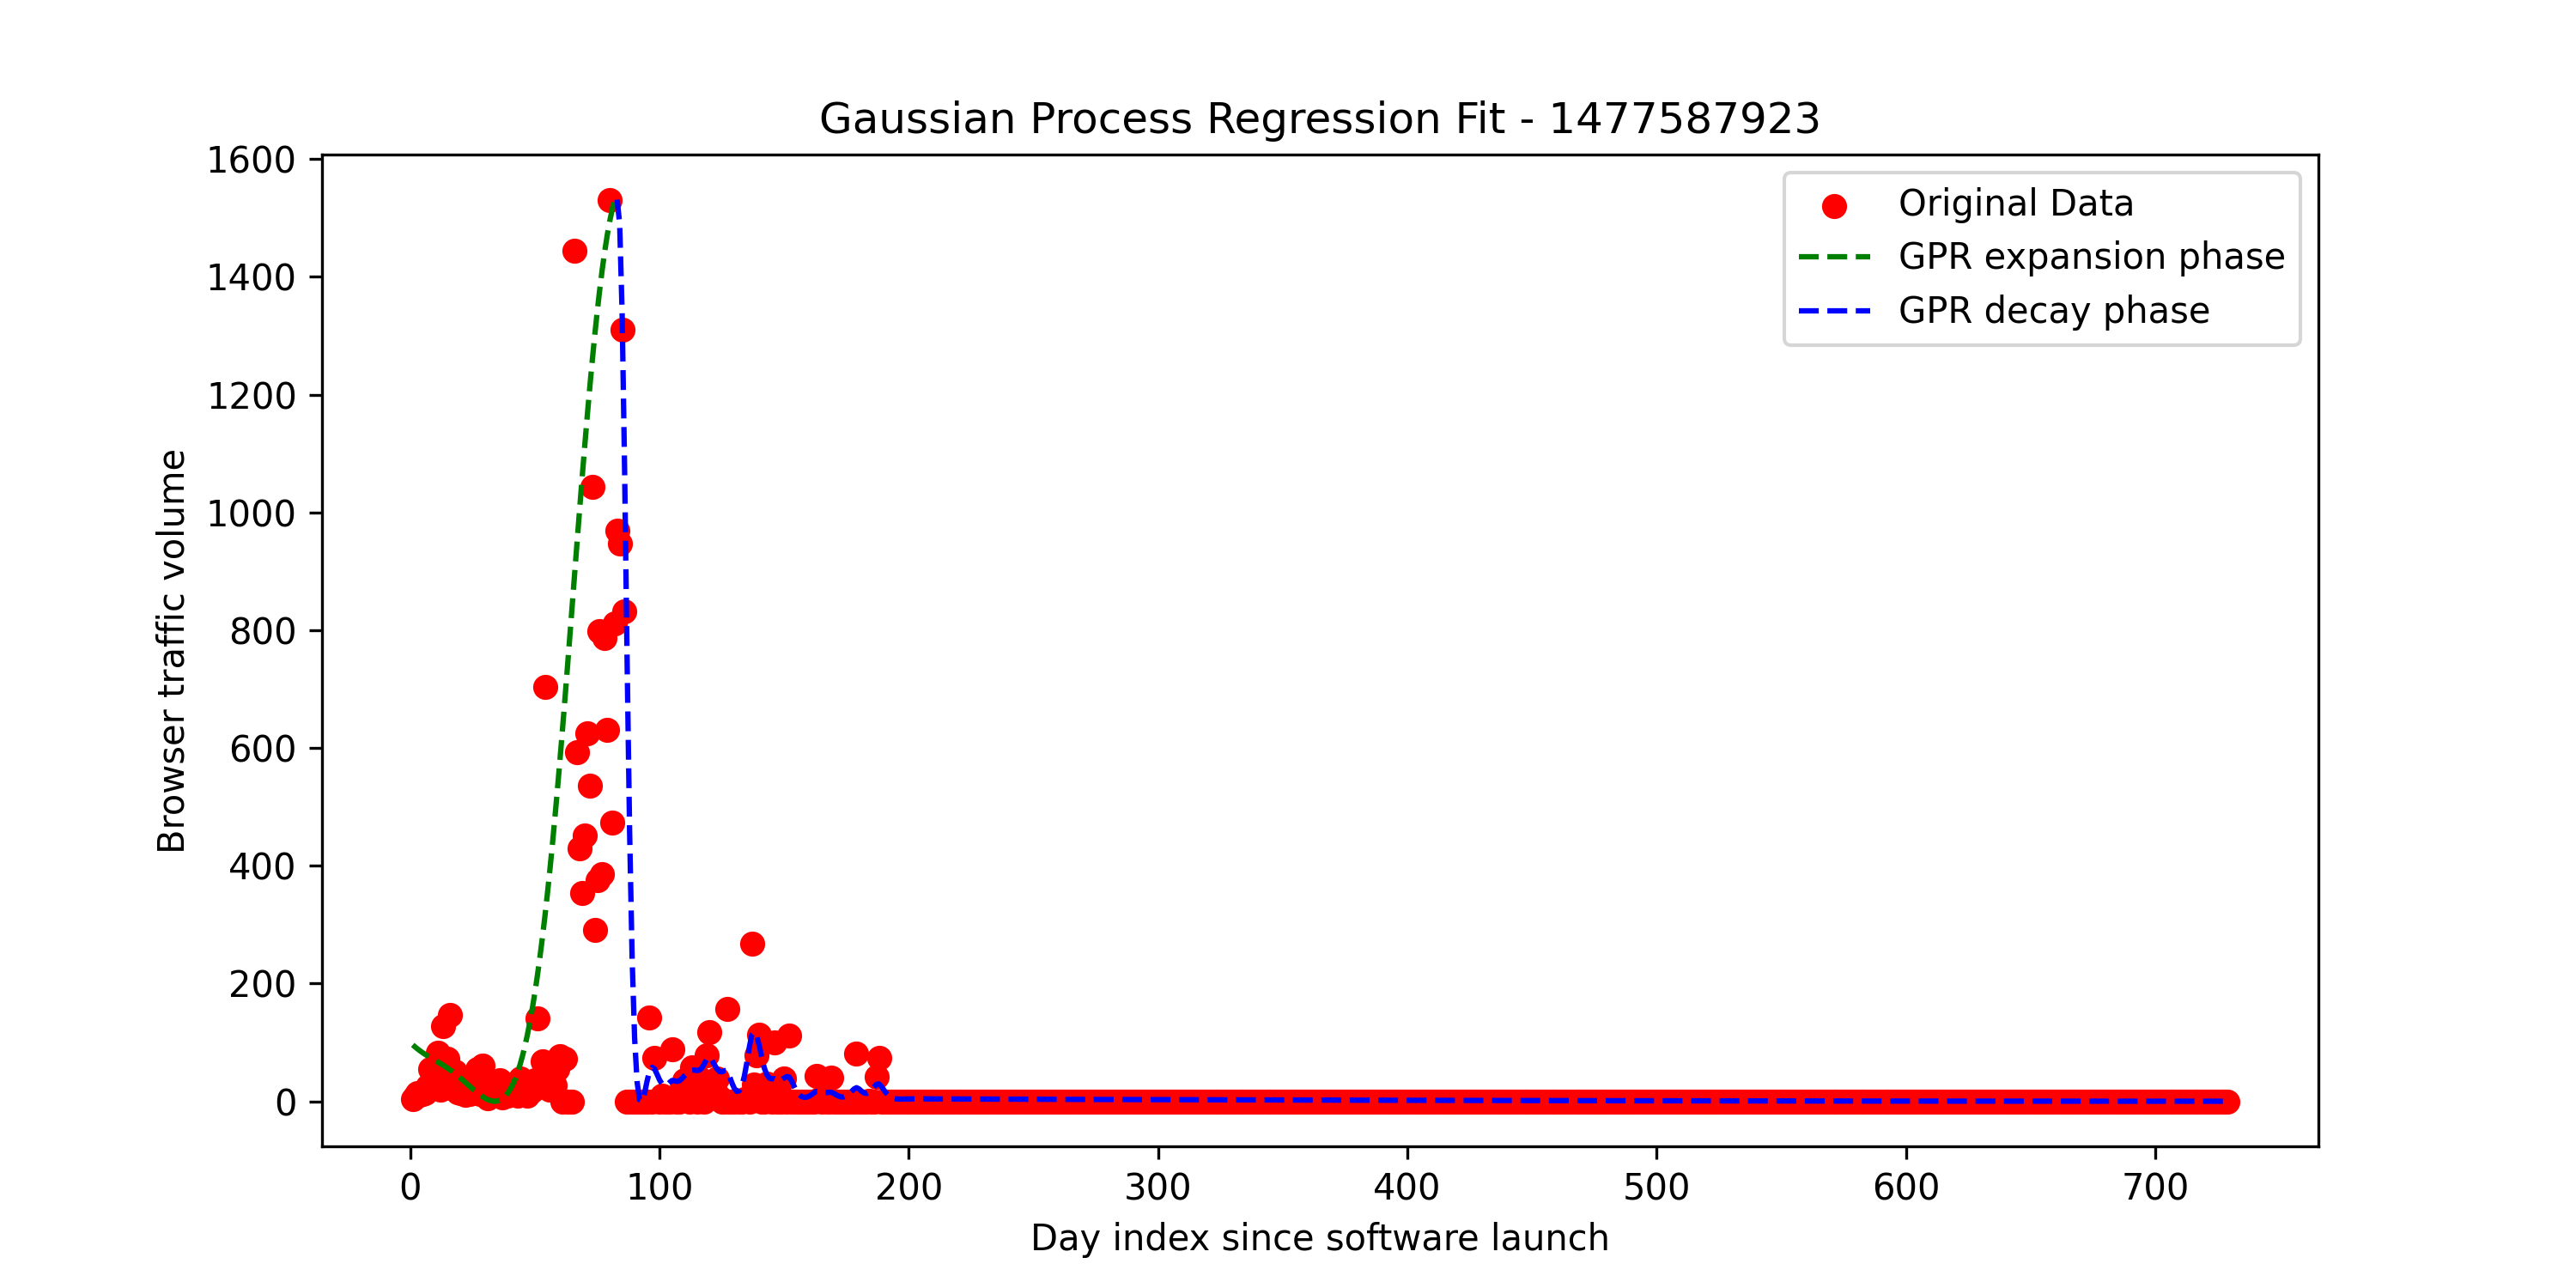 Gaussian Process Regression Fit - 1477587923
1600
1400
1200
1000
800
600
400
200
0
Browser traffic volume
Original Data
GPR expansion phase
GPR decay phase
0 100 200 300 400 500 600 700
Day index since software launch